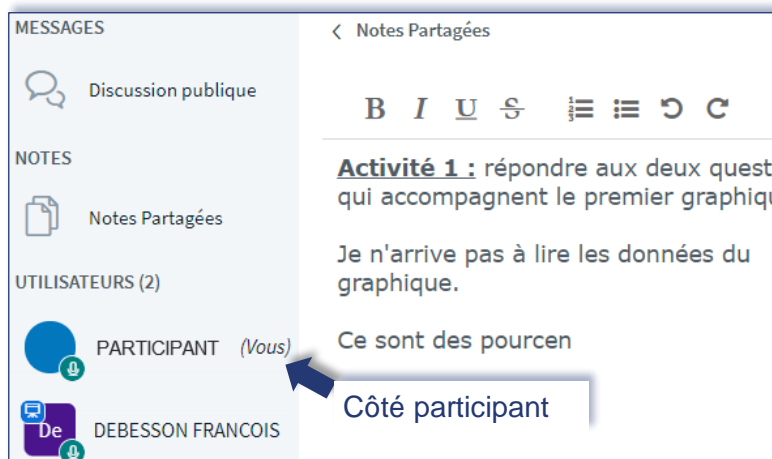 MESSAGES
Discussion publique
NOTES
Notes Partagées
UTILISATEURS (2)
PARTICIPANT (Vous)
De
DEBESSON FRANCOIS
Notes Partagées
B I U S
Activité 1 : répondre aux deux quest
qui accompagnent le premier graphiqu
Je n'arrive pas à lire les données du
graphique.
Ce sont des pourcen
Côté participant